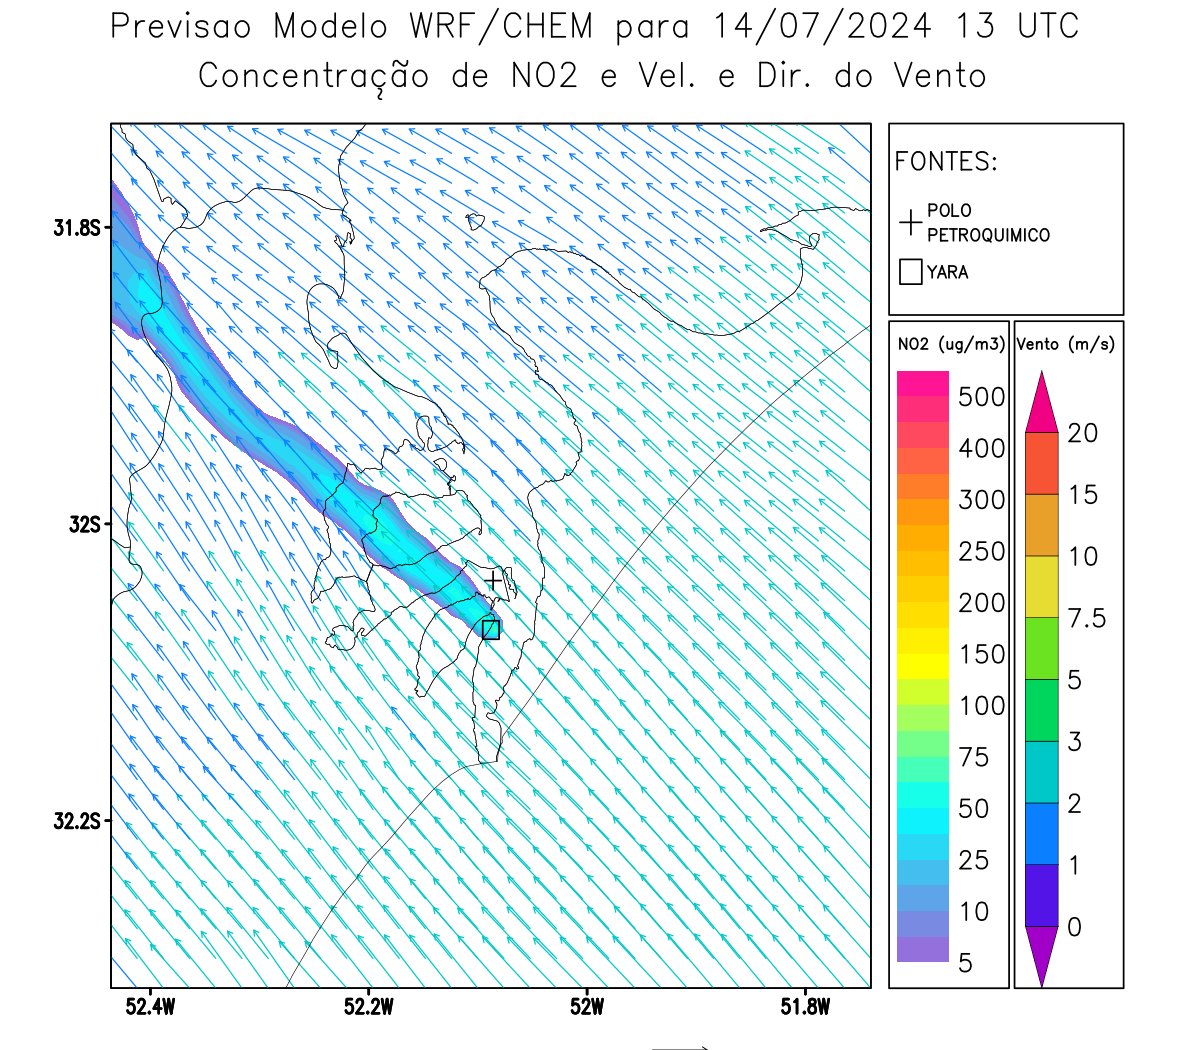 Previsao Modelo WRF/CHEM para 14/07/2024 13 UTC
Concentração de NO2 e Vel. e Dir. do Vento
FONTES:
POLO
PETROQUIMICO
YARA
31.8S
32S
32.2S
52.4W
52.2W
52W
51.8W
NO2 (ug/m3)
500
400
300
250
200
150
100
75
50
25
10
5
Vento (m/s)
20
15
10
7.5
5
3
2
1
0